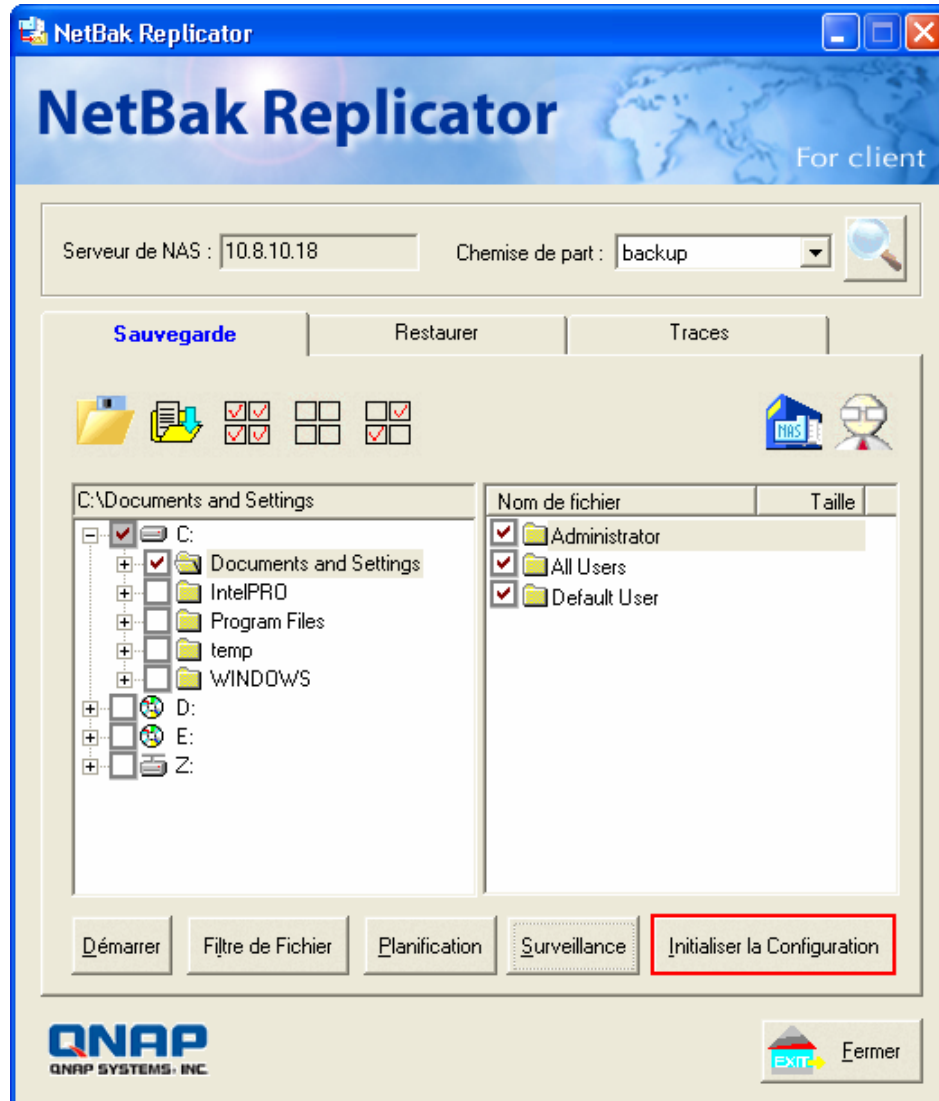 NetBak Replicator
NetBak Replicator
For client
Serveur de NAS : 10.8.10.18 Chemise de part : backup
Sauvegarde Restaurer Traces
NAS
C:\Documents and Settings
Nom de fichier Taille
C:
Documents and Settings
IntelPRO
Program Files
temp
WINDOWS
D:
E:
Z:
Administrator
All Users
Default User
Démarrer Filtre de Fichier Planification Surveillance Initialiser la Configuration
QNAP
QNAP SYSTEMS, INC.
EXIT Fermer